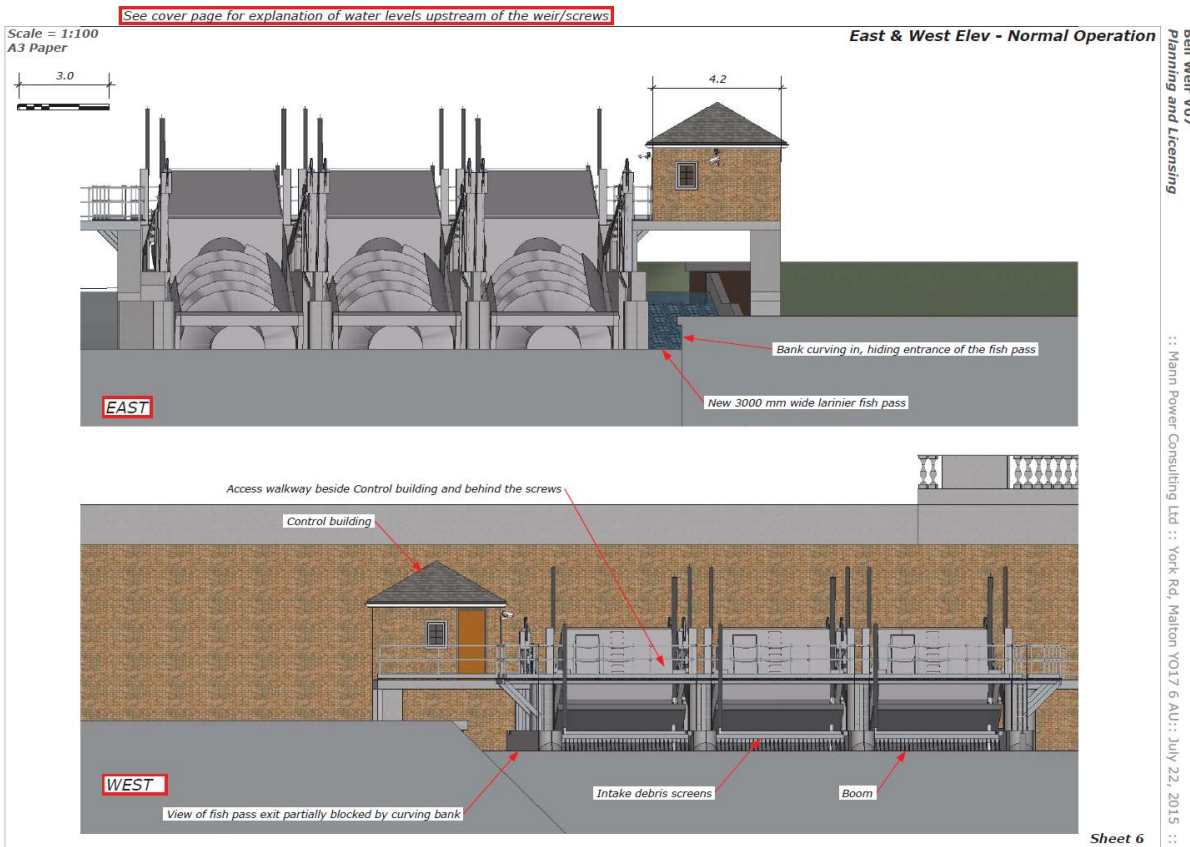 See cover page for explanation of water levels upstream of the weir/screws
Scale = 1:100
A3 Paper
East & West Elev - Normal Operation
3.0
4.2
Bank curving in, hiding entrance of the fish pass
New 3000 mm wide larinier fish pass
EAST
Access walkway beside Control building and behind the screws
Control building
WEST
Intake debris screens
Boom
View of fish pass exit partially blocked by curving bank
Sheet 6
Bell Weir V07
Planning and Licensing
:: Mann Power Consulting Ltd :: York Rd, Malton YO17 6 AU:: July 22, 2015 ::